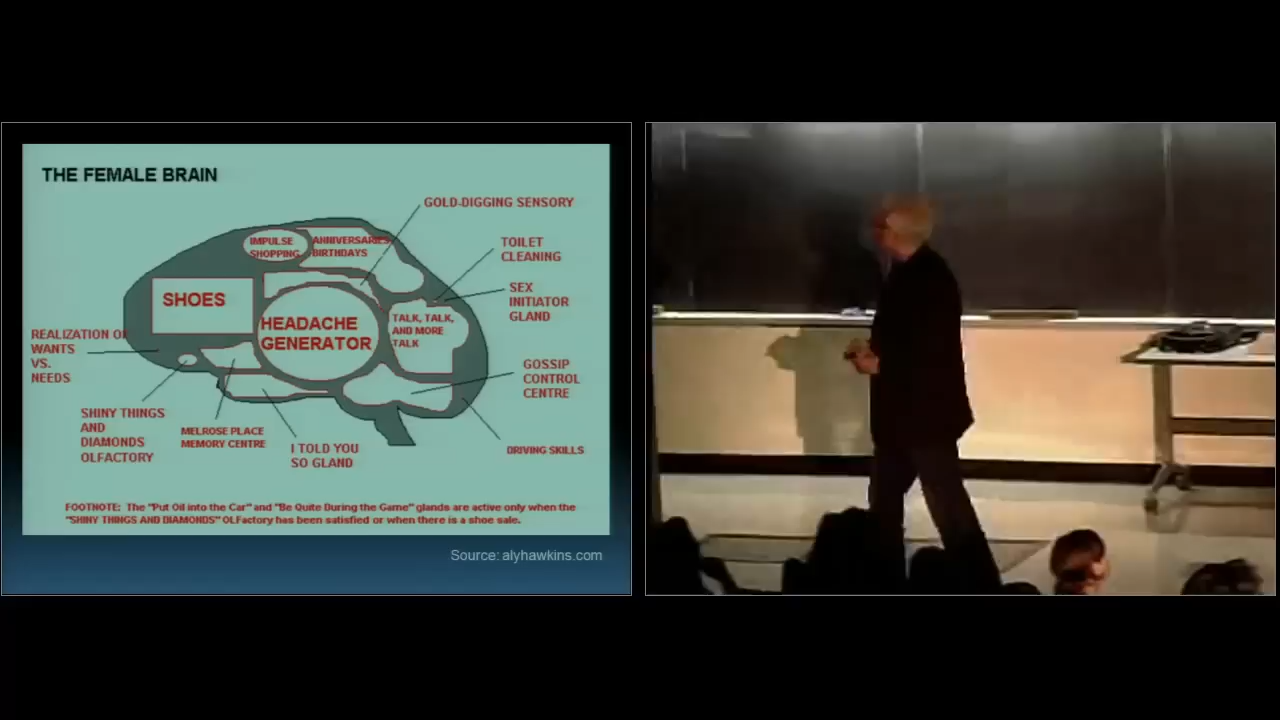 THE FEMALE BRAIN
GOLD-DIGGING SENSORY
IMPULSE
SHOPPING
ANNIVERSARIES
BIRTHDAYS
TOILET
CLEANING
SHOES
SEX
INITIATOR
GLAND
HEADACHE
GENERATOR
TALK, TALK,
AND MORE
TALK
REALIZATION OF
WANTS
VS.
NEEDS
GOSSIP
CONTROL
CENTRE
SHINY THINGS
AND
DIAMONDS
OLFACTORY
MELROSE PLACE
MEMORY CENTRE
I TOLD YOU
SO GLAND
DRIVING SKILLS
FOOTNOTE: The "Put Oil into the Car" and "Be Quite During the Game" glands are active only when the
"SHINY THINGS AND DIAMONDS" OLFactory has been satisfied or when there is a shoe sale.
Source: alyhawkins.com